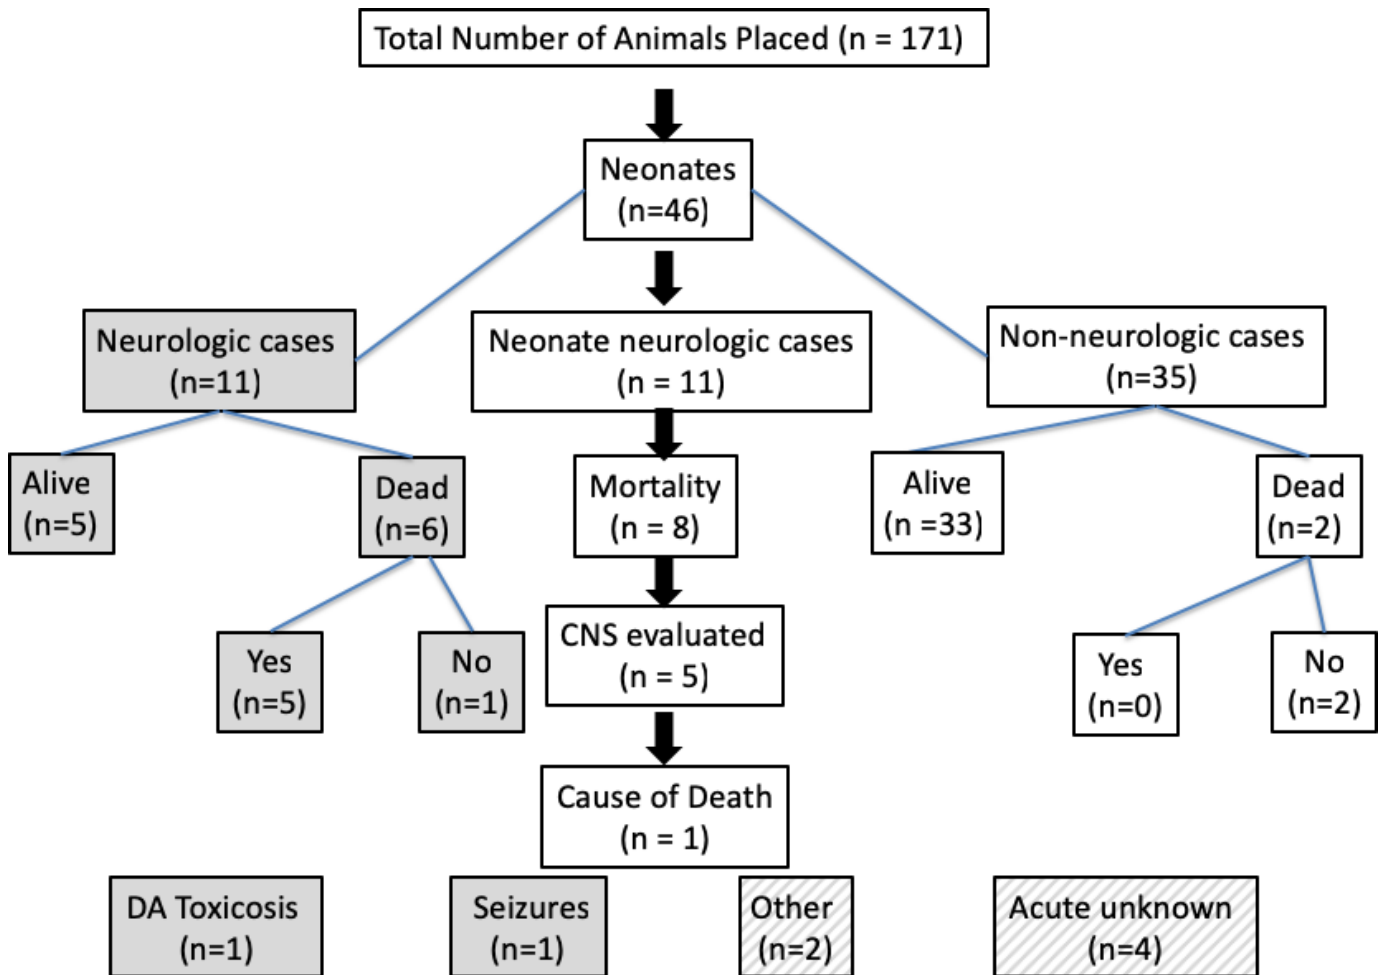 Total Number of Animals Placed (n = 171)
Neonates
(n=46)
Neurologic cases
(n=11)
Neonate neurologic cases
(n = 11)
Non-neurologic cases
(n=35)
Alive
(n=5)
Dead
(n=6)
Mortality
(n = 8)
Alive
(n =33)
Dead
(n=2)
Yes
(n=5)
No
(n=1)
CNS evaluated
(n = 5)
Yes
(n=0)
No
(n=2)
Cause of Death
(n = 1)
DA Toxicosis
(n=1)
Seizures
(n=1)
Other
(n=2)
Acute unknown
(n=4)